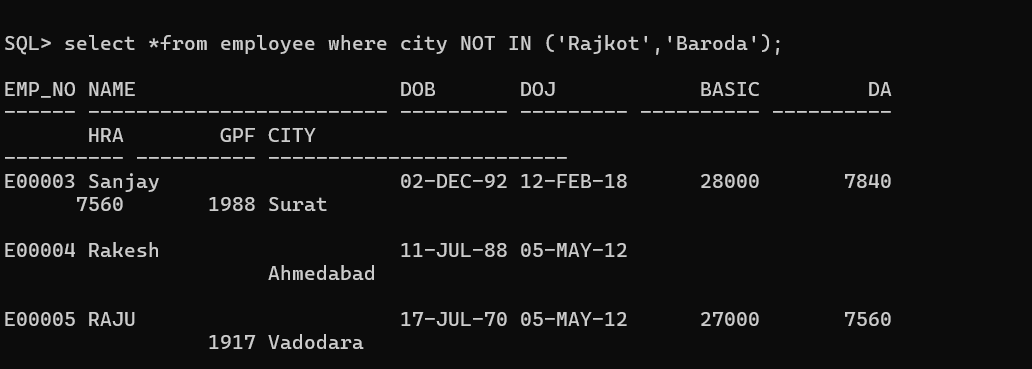 SQL> select *from employee where city NOT IN ('Rajkot','Baroda');
EMP_NO NAME                      DOB       DOJ            BASIC         DA
------ ------------------------- --------- --------- ---------- ----------
       HRA        GPF CITY
---------- ---------- -------------------------
E00003 Sanjay                    02-DEC-92 12-FEB-18      28000       7840
      7560       1988 Surat
E00004 Rakesh                    11-JUL-88 05-MAY-12
                      Ahmedabad
E00005 RAJU                      17-JUL-70 05-MAY-12      27000       7560
                 1917 Vadodara